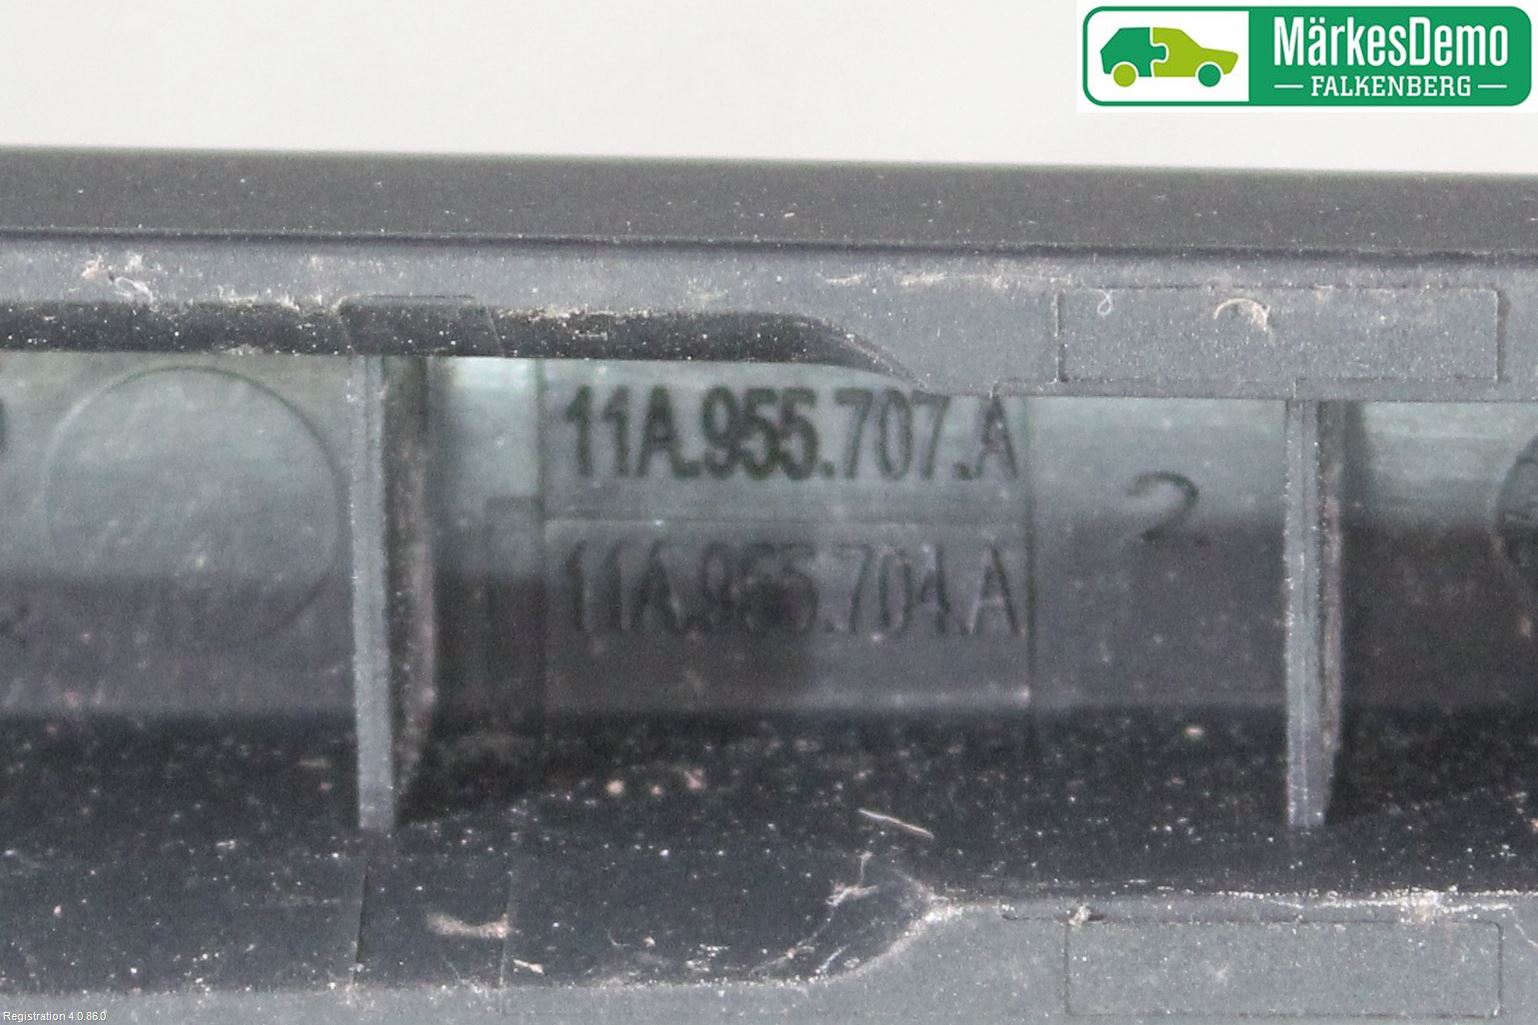 MärkesDemo
FALKENBERG
11A.955.707.A
2
11A.955.704.A
Registration 4.0.86.0